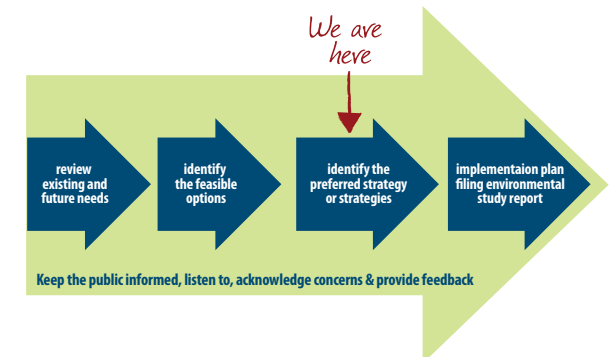 We are
here
review
existing and
future needs
identify
the feasible
options
identify the
preferred strategy
or strategies
implementaion plan
filing environmental
study report
Keep the public informed, listen to, acknowledge concerns & provide feedback